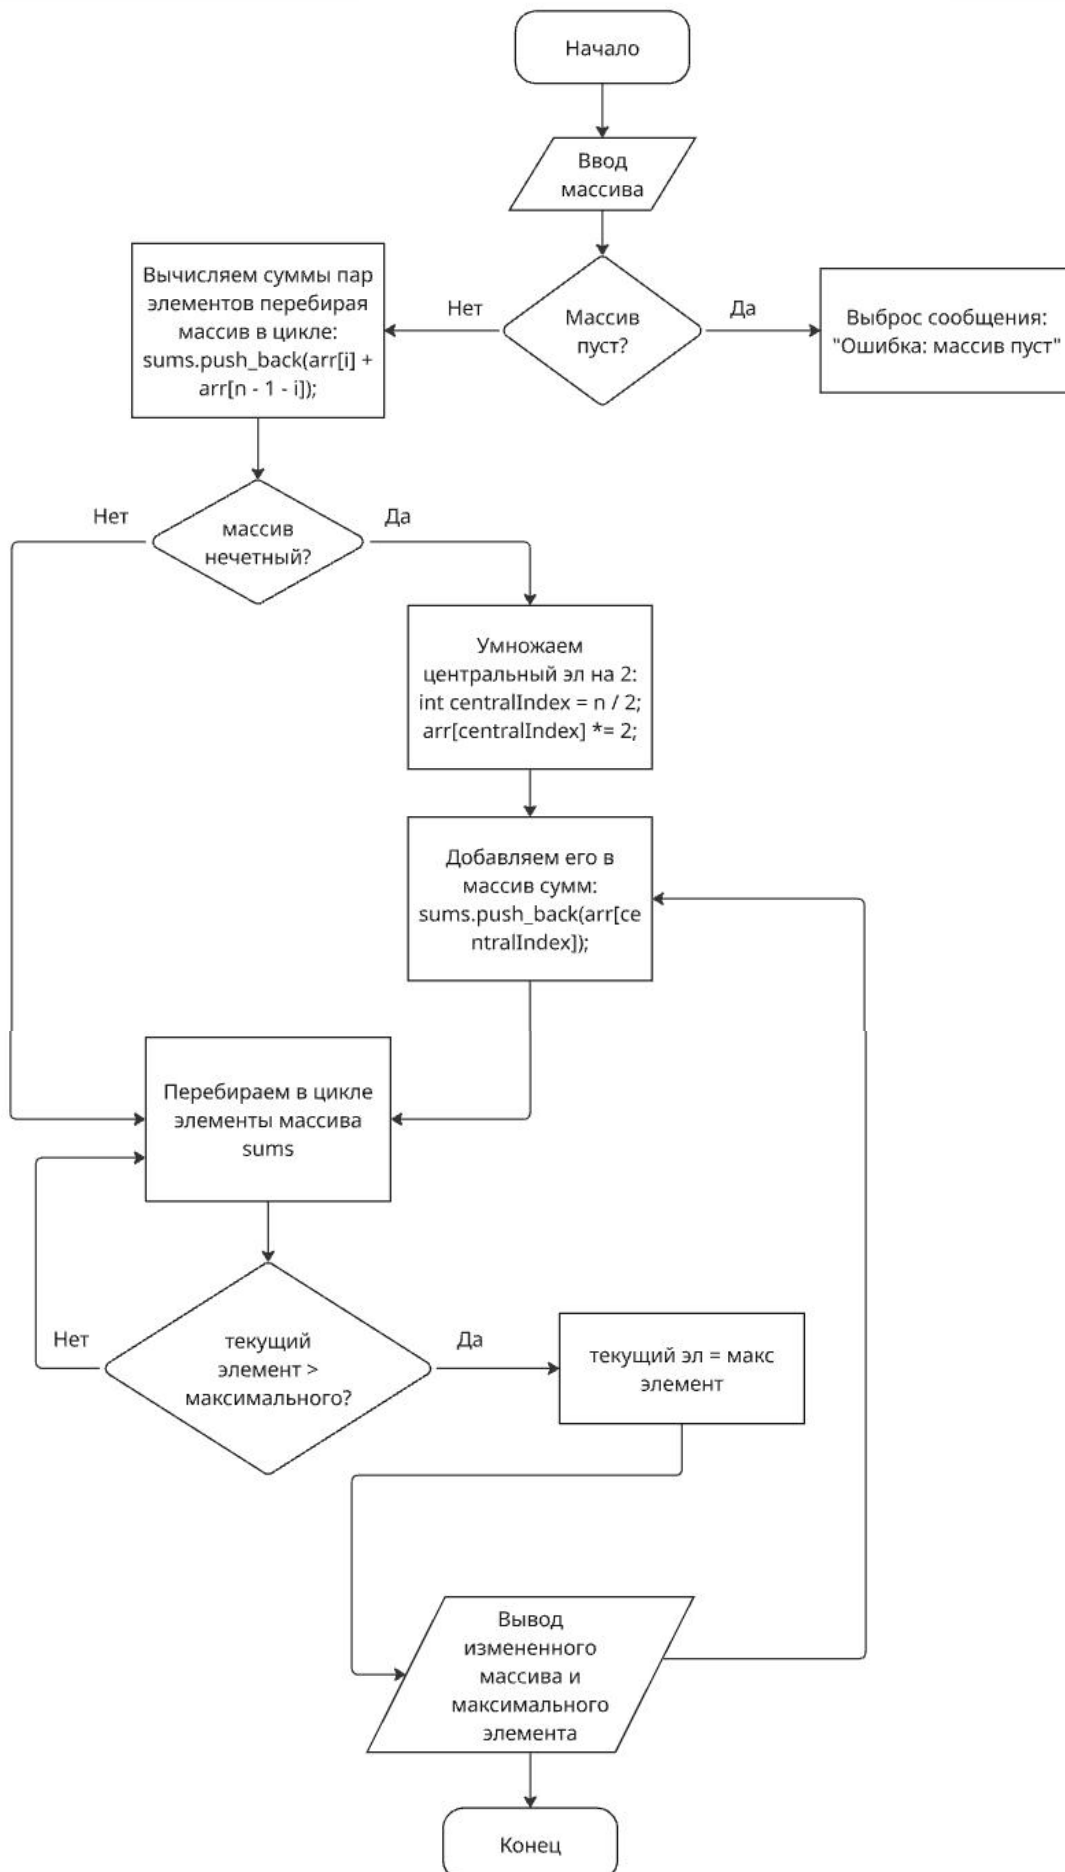 Начало
Ввод
массива
Массив
пуст?
Нет
Да
Выброс сообщения:
"Ошибка: массив пуст"
Вычисляем суммы пар
элементов перебирая
массив в цикле:
sums.push_back(arr[i] +
arr[n - 1 - i]);
массив
нечетный?
Нет
Да
Умножаем
центральный эл на 2:
int centralIndex = n / 2;
arr[centralIndex] *= 2;
Добавляем его в
массив сумм:
sums.push_back(arr[ce
ntralIndex]);
Перебираем в цикле
элементы массива
sums
текущий
элемент >
максимального?
Нет
Да
текущий эл = макс
элемент
Вывод
измененного
массива и
максимального
элемента
Конец